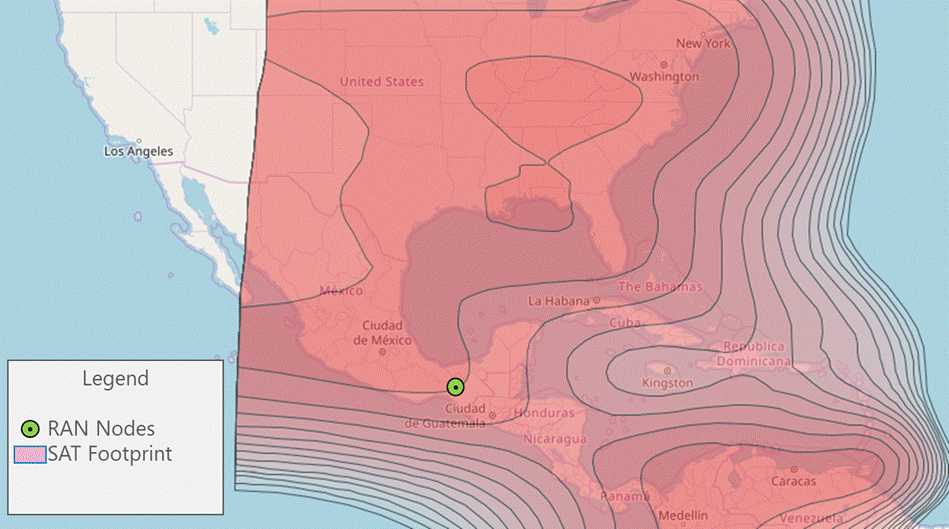 New York
Washington
United States
Los Angeles
The Bahamas
La Habana
México
Cuba
Ciudad
de México
República
Dominicana
Kingston
Legend
RAN Nodes
SAT Footprint
Ciudad
de Guatemala
Honduras
Nicaragua
Caracas
Panamá
Medellín
Venezuela